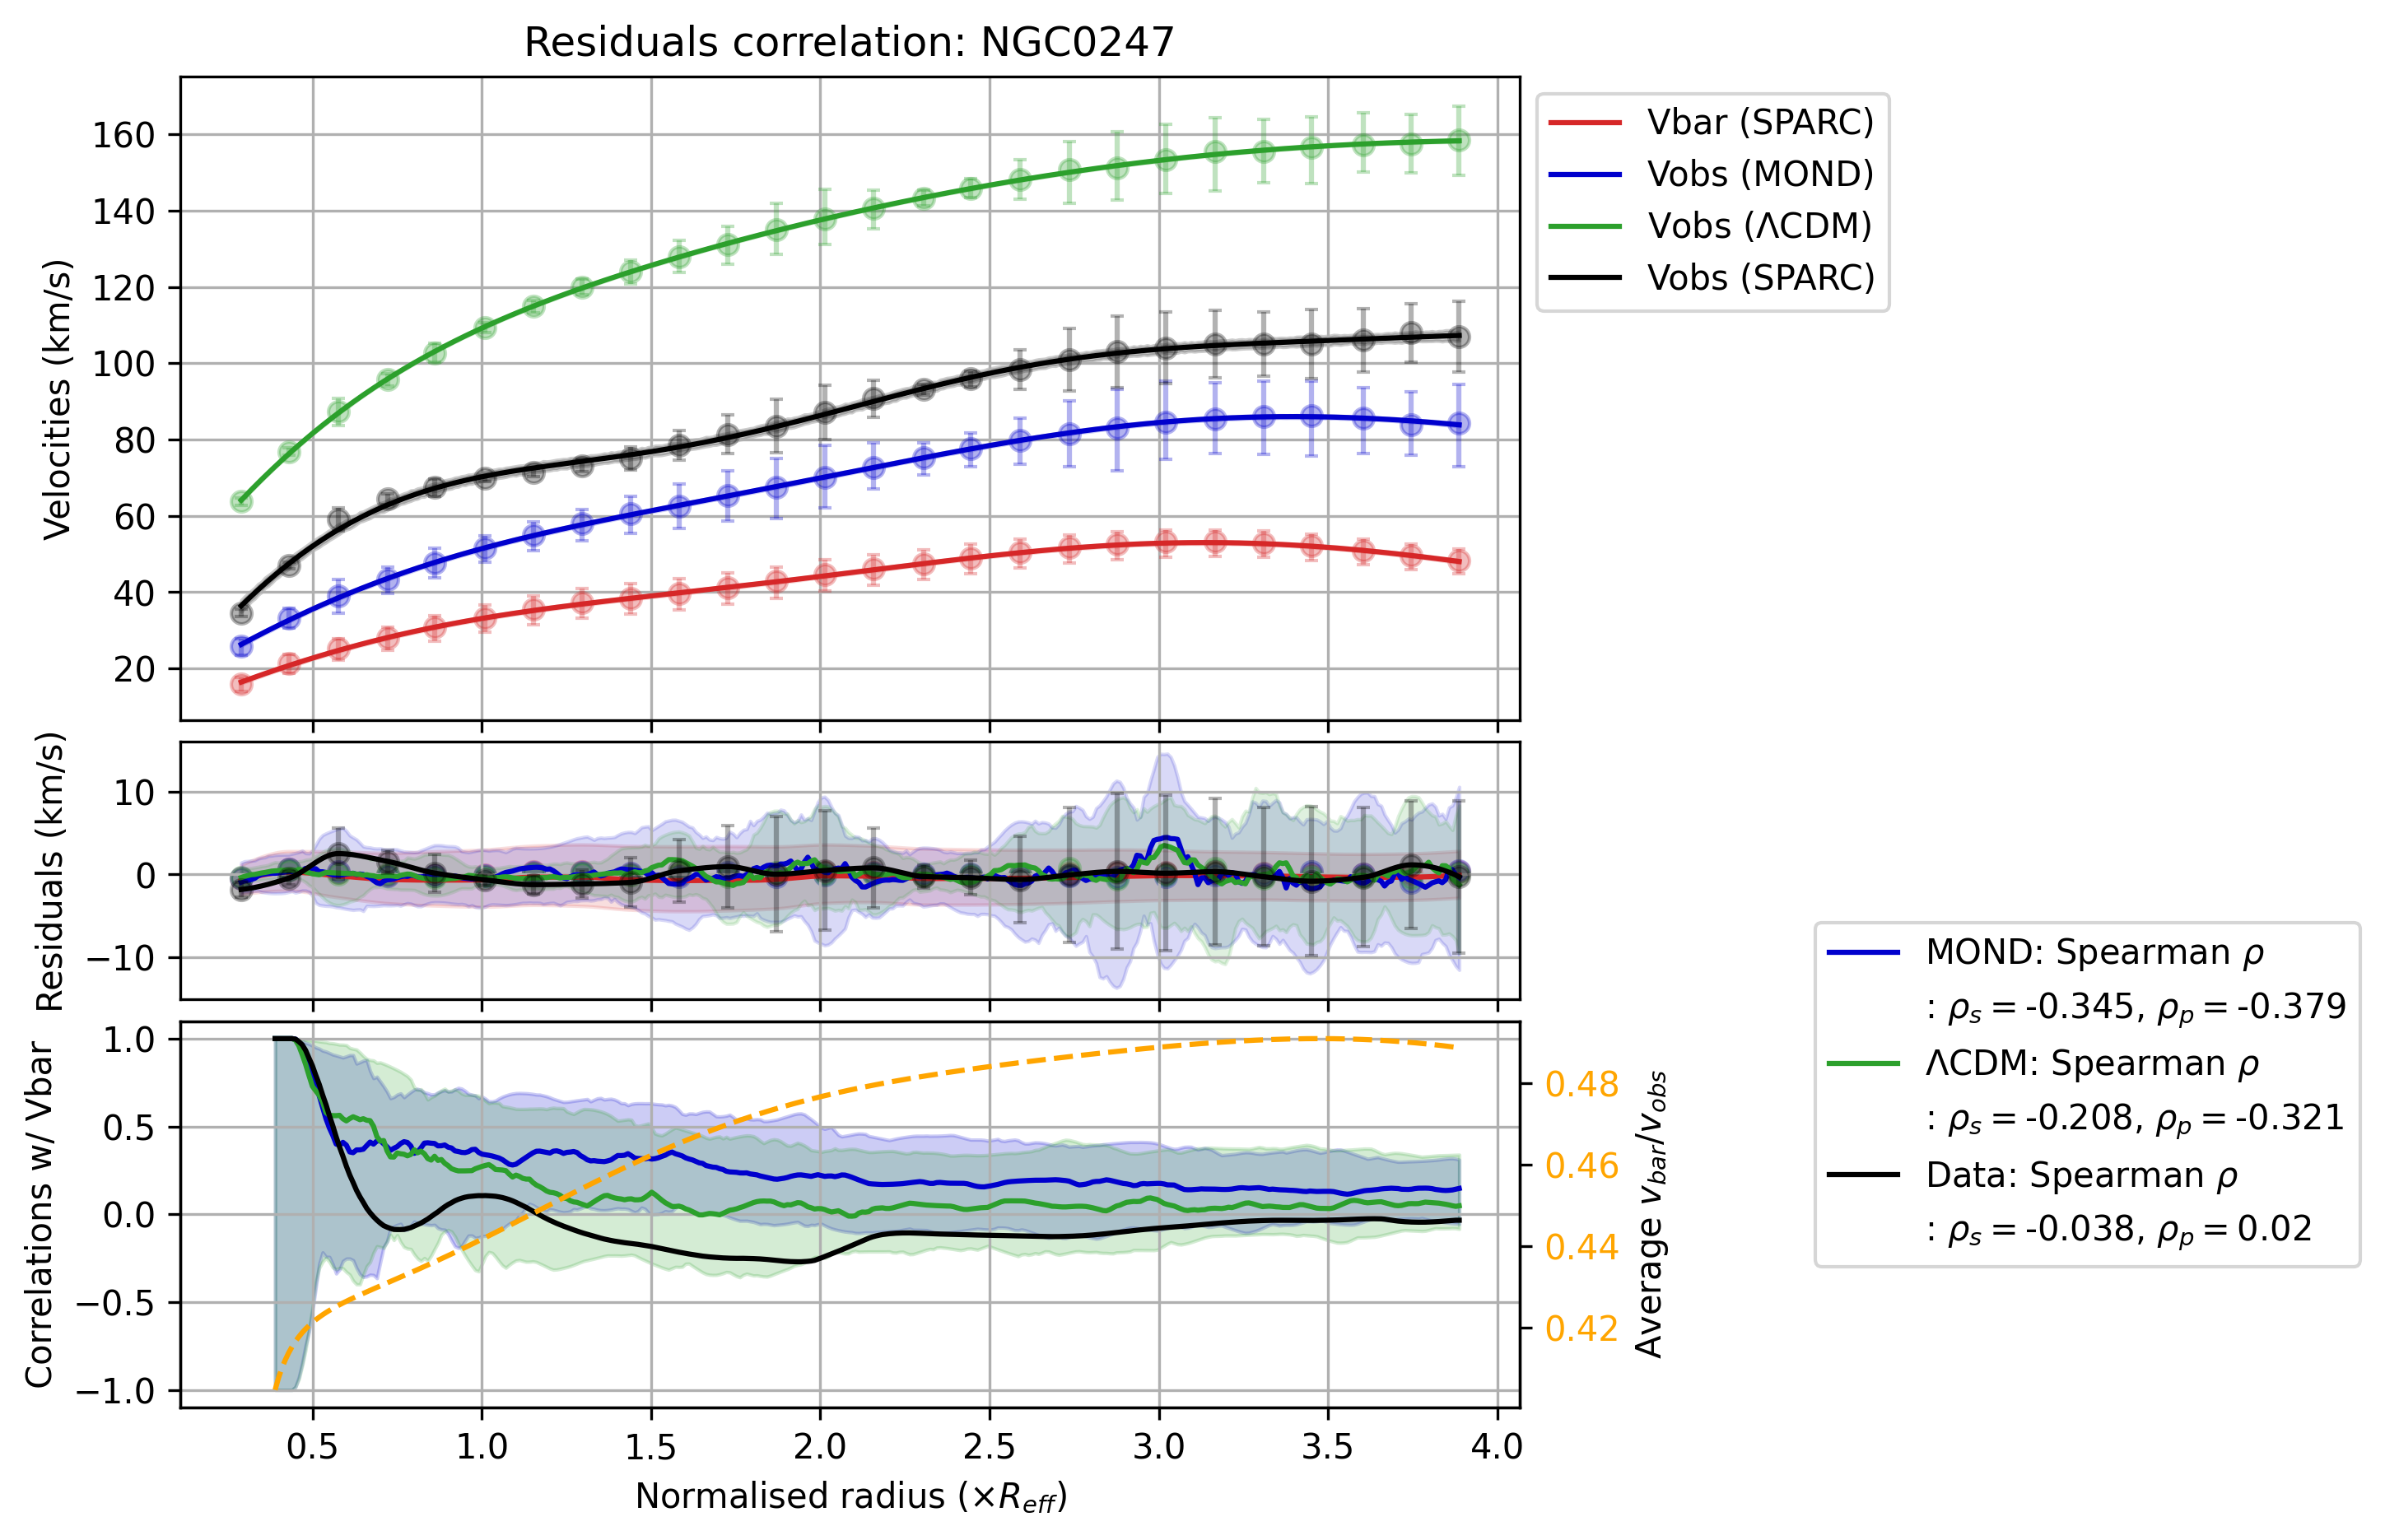 Residuals correlation: NGC0247
Velocities (km/s)
160
140
120
100
80
60
40
20
Vbar (SPARC)
Vobs (MOND)
Vobs (ΛCDM)
Vobs (SPARC)
Residuals (km/s)
10
0
−10
Correlations w/ Vbar
1.0
0.5
0.0
−0.5
−1.0
0.48
0.46
0.44
0.42
Average v_bar/v_obs
MOND: Spearman ρ
: ρ_s = -0.345, ρ_p = -0.379
ΛCDM: Spearman ρ
: ρ_s = -0.208, ρ_p = -0.321
Data: Spearman ρ
: ρ_s = -0.038, ρ_p = 0.02
0.5 1.0 1.5 2.0 2.5 3.0 3.5 4.0
Normalised radius (×R_eff)